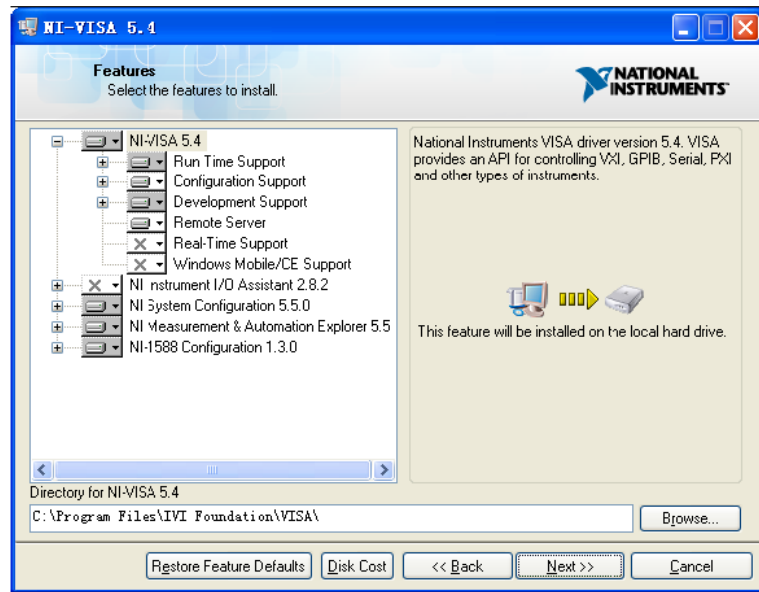 NI-VISA 5.4
Features
Select the features to install.
NATIONAL
INSTRUMENTS™
NI-VISA 5.4
Run Time Support
Configuration Support
Development Support
Remote Server
Real-Time Support
Windows Mobile/CE Support
NI Instrument I/O Assistant 2.8.2
NI System Configuration 5.5.0
NI Measurement & Automation Explorer 5.5
NI-1588 Configuration 1.3.0
National Instruments VISA driver version 5.4. VISA
provides an API for controlling VXI, GPIB, Serial, PXI
and other types of instruments.
This feature will be installed on the local hard drive.
Directory for NI-VISA 5.4
C:\Program Files\IVI Foundation\VISA\
Browse...
Restore Feature Defaults
Disk Cost
<< Back
Next >>
Cancel